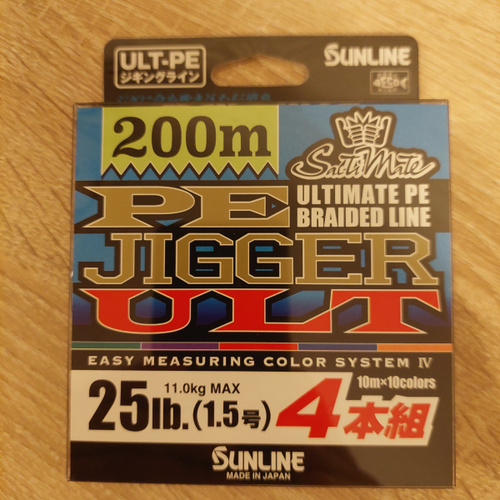 ULT-PE
ジギングライン
SUNLINE
200m
SaltiMate
PE
ULTIMATE PE
BRAIDED LINE
JIGGER
ULT
EASY MEASURING COLOR SYSTEM IV
11.0kg MAX
10m×10colors
25lb.(1.5号)
4本組
SUNLINE
MADE IN JAPAN